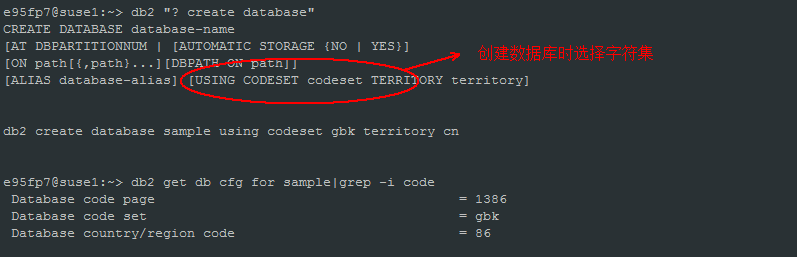 e95fp7@suse1:~> db2 "? create database"
CREATE DATABASE database-name
[AT DBPARTITIONNUM | [AUTOMATIC STORAGE {NO | YES}]
[ON path[{,path}...][DBPATH ON path]]
[ALIAS database-alias] [USING CODESET codeset TERRITORY territory]
创建数据库时选择字符集
db2 create database sample using codeset gbk territory cn
e95fp7@suse1:~> db2 get db cfg for sample|grep -i code
Database code page = 1386
Database code set = gbk
Database country/region code = 86